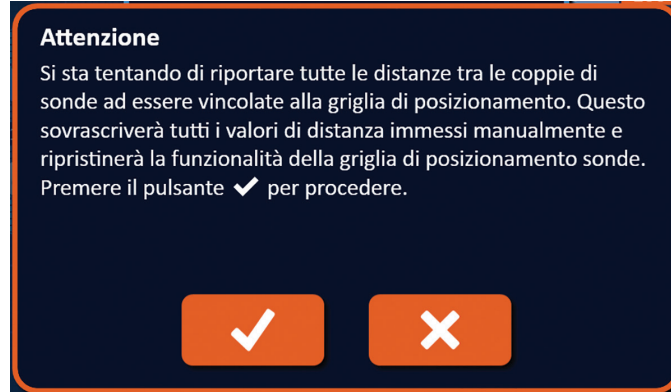 Attenzione
Si sta tentando di riportare tutte le distanze tra le coppie di
sonde ad essere vincolate alla griglia di posizionamento. Questo
sovrascriverà tutti i valori di distanza immessi manualmente e
ripristinerà la funzionalità della griglia di posizionamento sonde.
Premere il pulsante ✔ per procedere.